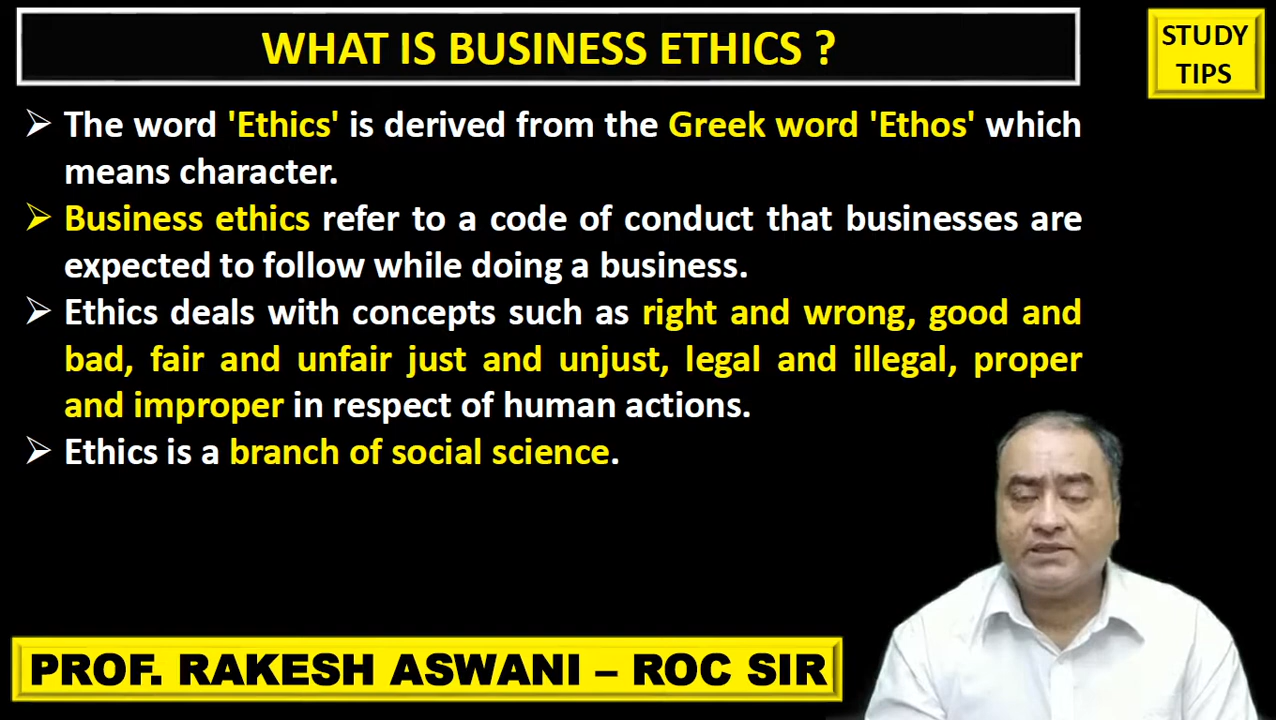 WHAT IS BUSINESS ETHICS ?
STUDY
TIPS
➢ The word 'Ethics' is derived from the Greek word 'Ethos' which
means character.
➢ Business ethics refer to a code of conduct that businesses are
expected to follow while doing a business.
➢ Ethics deals with concepts such as right and wrong, good and
bad, fair and unfair just and unjust, legal and illegal, proper
and improper in respect of human actions.
➢ Ethics is a branch of social science.
PROF. RAKESH ASWANI – ROC SIR